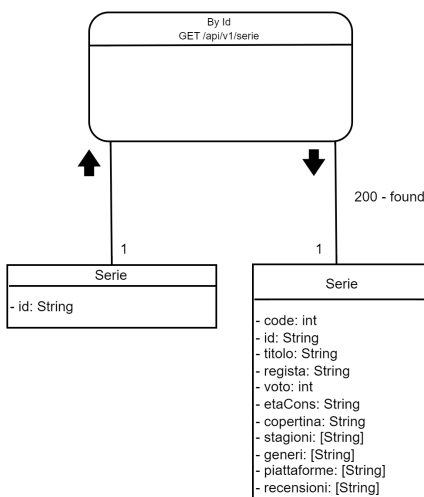 By Id
GET /api/v1/serie
200 - found
1
1
Serie
- id: String
Serie
- code: int
- id: String
- titolo: String
- regista: String
- voto: int
- etaCons: String
- copertina: String
- stagioni: [String]
- generi: [String]
- piattaforme: [String]
- recensioni: [String]